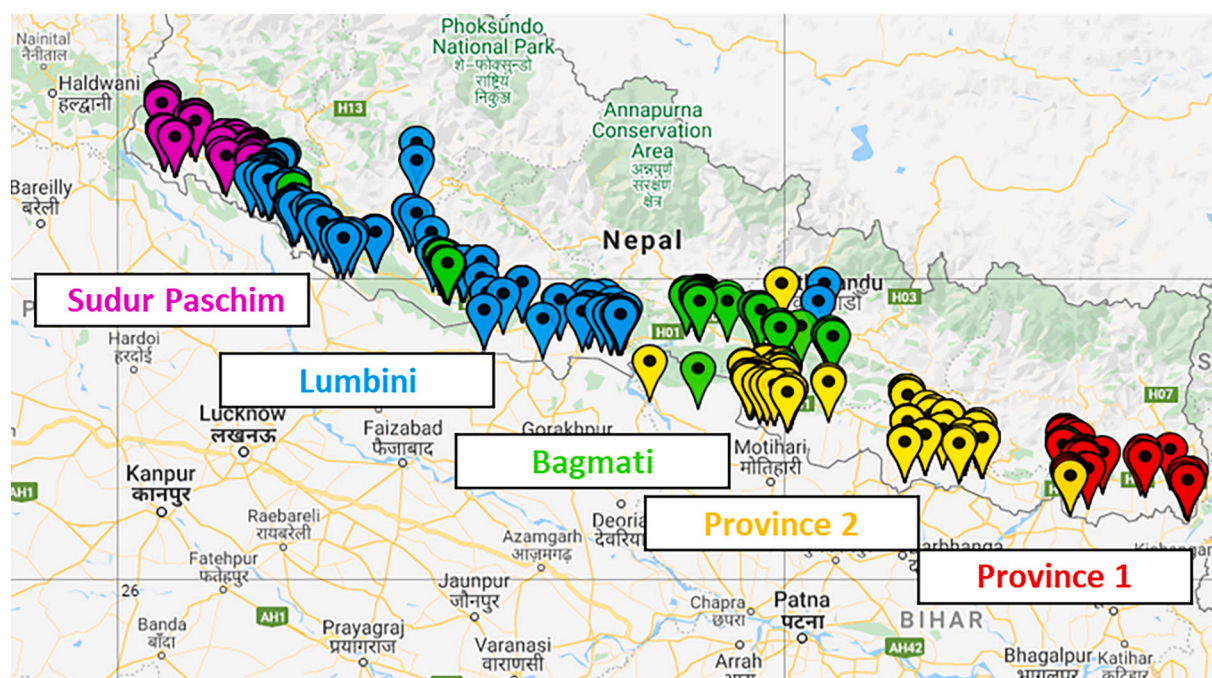 Nainital
नैनीताल
Haldwani
हल्द्वानी
Bareilly
बरेली
Phoksundo
National Park
शे-फोक्सुन्डो
राष्ट्रिय
निकुञ्ज
H13
Annapurna
Conservation
Area
अन्नपूर्ण
संरक्षण
क्षेत्र
Nepal
H03
H01
H07
Sudur Paschim
Hardoi
हरदोई
Lumbini
Lucknow
लखनऊ
Faizabad
फैजाबाद
Gorakhpur
Bagmati
Motihari
मोतिहारी
Kanpur
कानपुर
AH1
Province 2
Raebareli
रायबरेली
Azamgarh
आज़मगढ़
Province 1
Fatehpur
फतेहपुर
26
Jaunpur
जौनपुर
Chapra
छपरा
Patna
पटना
BIHAR
Banda
बाँदा
AH1
Prayagraj
प्रयागराज
Varanasi
वाराणसी
Arrah
AH42
Bhagalpur
Katihar